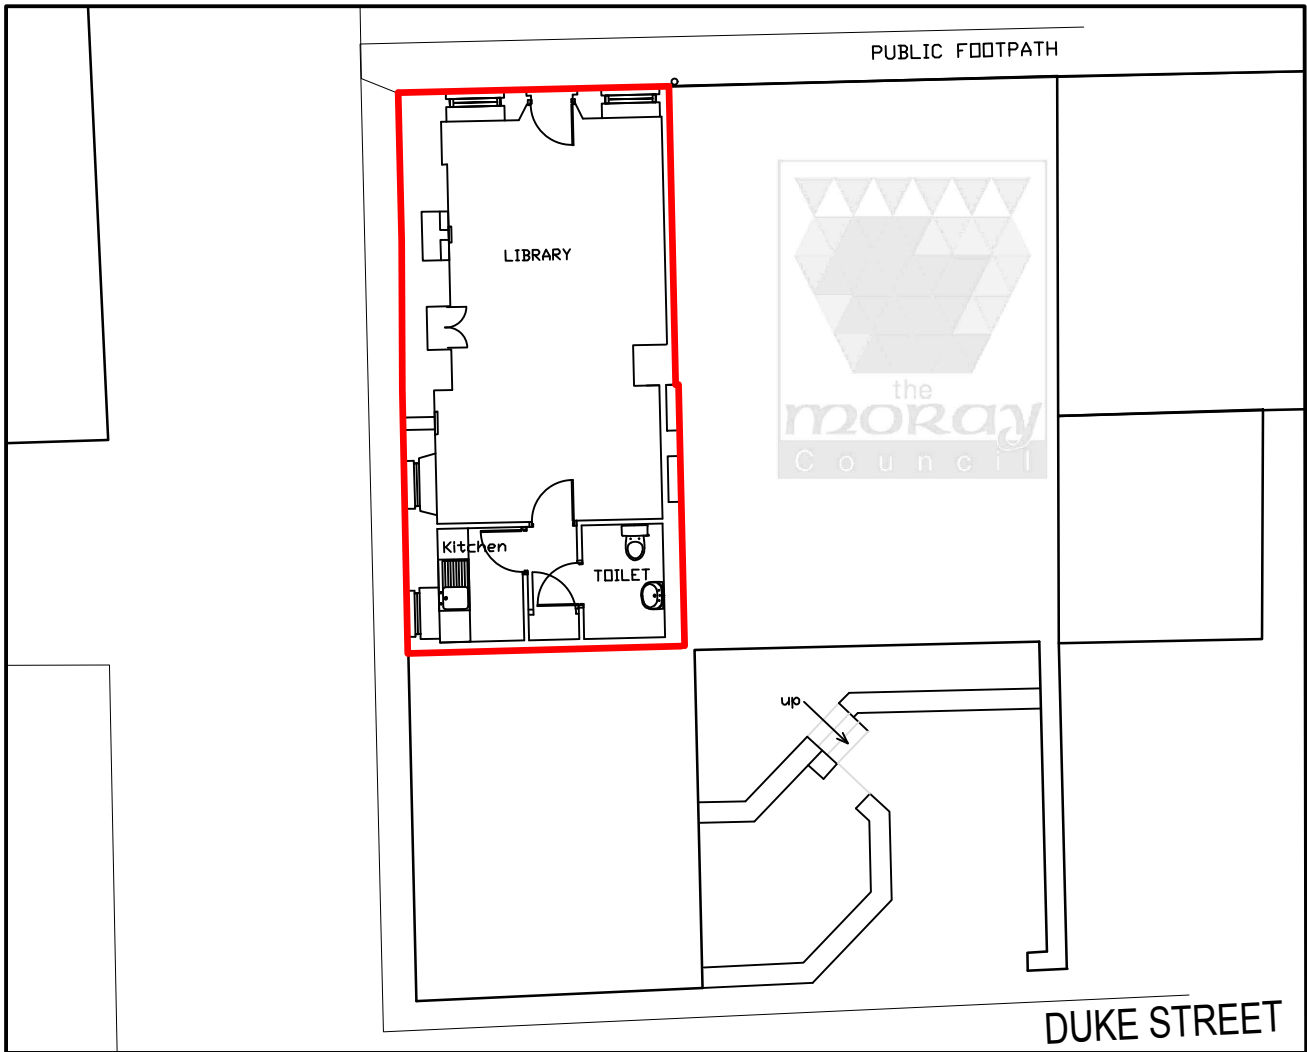 PUBLIC FOOTPATH
LIBRARY
the
moray
Council
Kitchen
TOILET
up
DUKE STREET